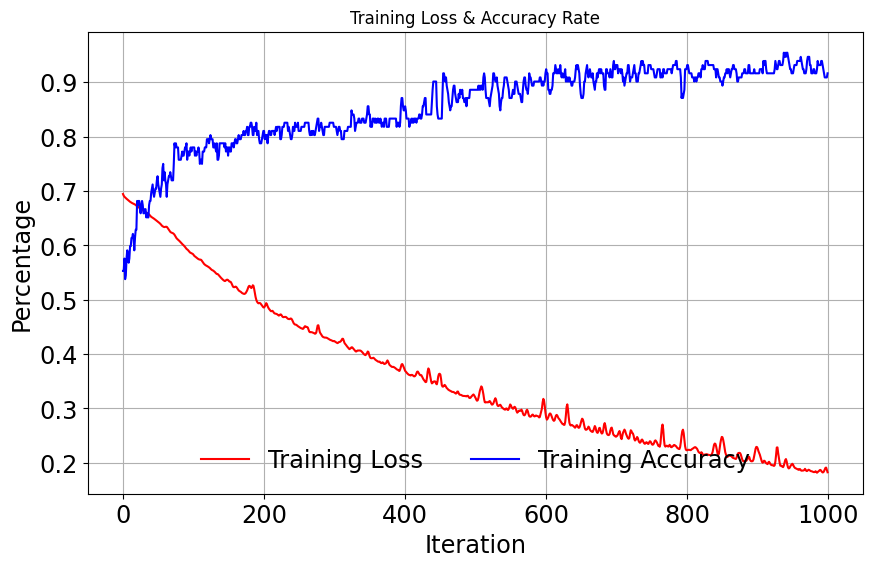 Training Loss & Accuracy Rate
Percentage
0.9
0.8
0.7
0.6
0.5
0.4
0.3
0.2
Training Loss Training Accuracy
0 200 400 600 800 1000
Iteration